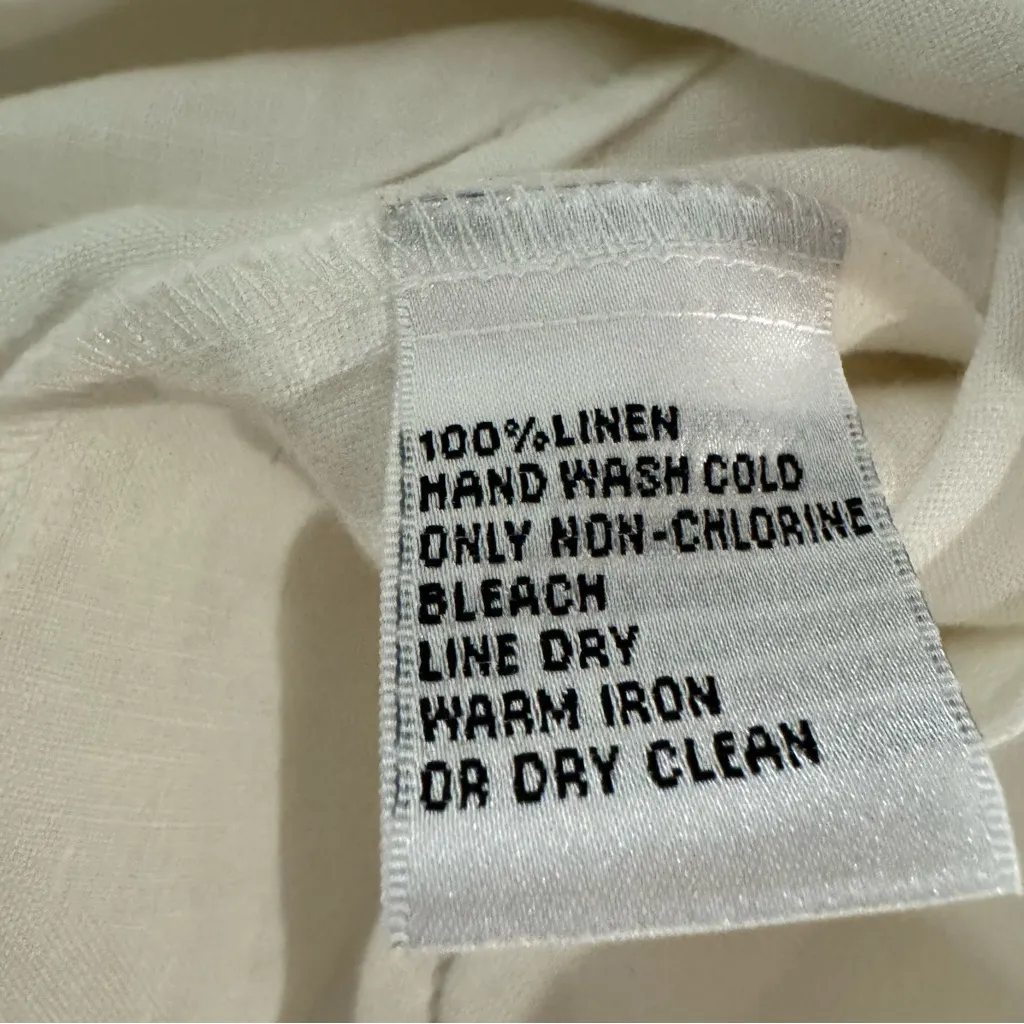 100%LINEN
HAND WASH COLD
ONLY NON-CHLORINE
BLEACH
LINE DRY
WARM IRON
OR DRY CLEAN